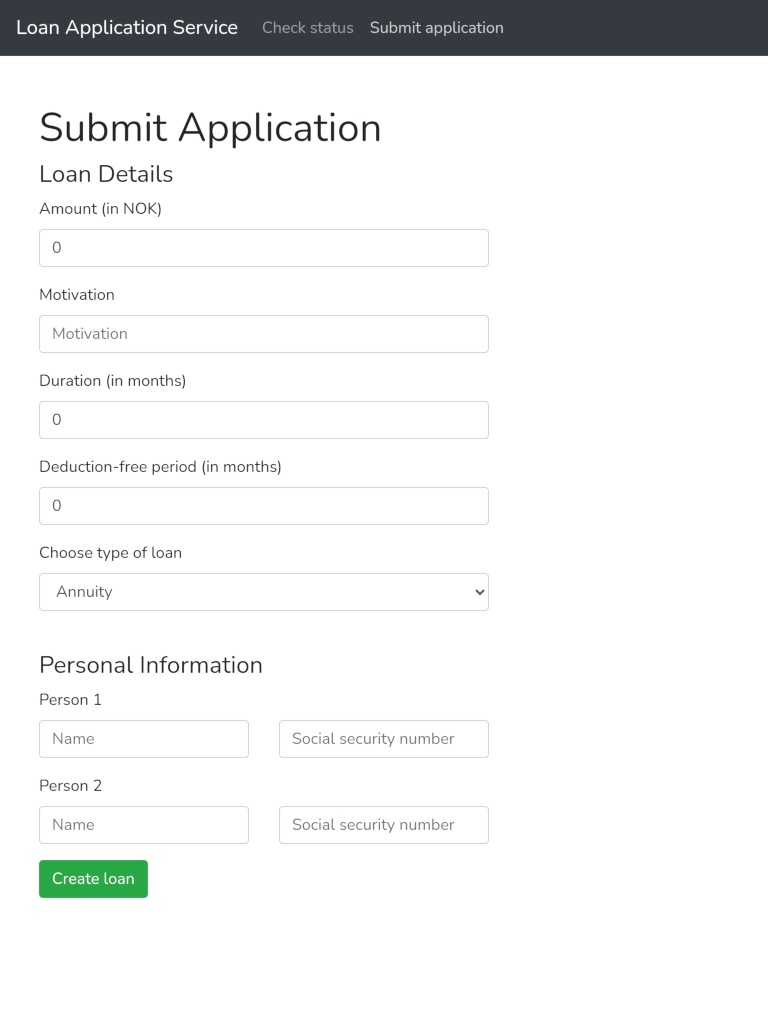 Loan Application Service Check status Submit application
Submit Application
Loan Details
Amount (in NOK)
0
Motivation
Motivation
Duration (in months)
0
Deduction-free period (in months)
0
Choose type of loan
Annuity
Personal Information
Person 1
Name Social security number
Person 2
Name Social security number
Create loan